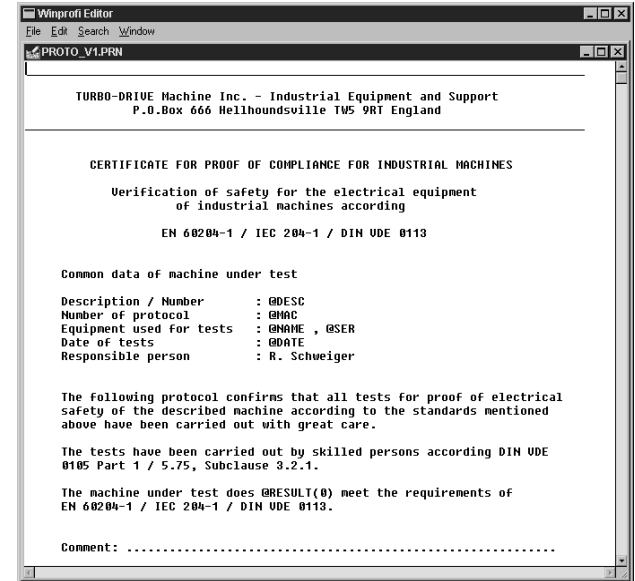 Winprofi Editor
File Edit Search Window
PROTO_V1.PRN
TURBO-DRIVE Machine Inc. - Industrial Equipment and Support
P.O.Box 666 Hellhoundsville TW5 9RT England
CERTIFICATE FOR PROOF OF COMPLIANCE FOR INDUSTRIAL MACHINES
Verification of safety for the electrical equipment
of industrial machines according
EN 60204-1 / IEC 204-1 / DIN VDE 0113
Common data of machine under test
Description / Number : @DESC
Number of protocol : @MAC
Equipment used for tests : @NAME , @SER
Date of tests : @DATE
Responsible person : R. Schweiger
The following protocol confirms that all tests for proof of electrical
safety of the described machine according to the standards mentioned
above have been carried out with great care.
The tests have been carried out by skilled persons according DIN VDE
0105 Part 1 / 5.75, Subclause 3.2.1.
The machine under test does @RESULT(0) meet the requirements of
EN 60204-1 / IEC 204-1 / DIN VDE 0113.
Comment: ............................................................